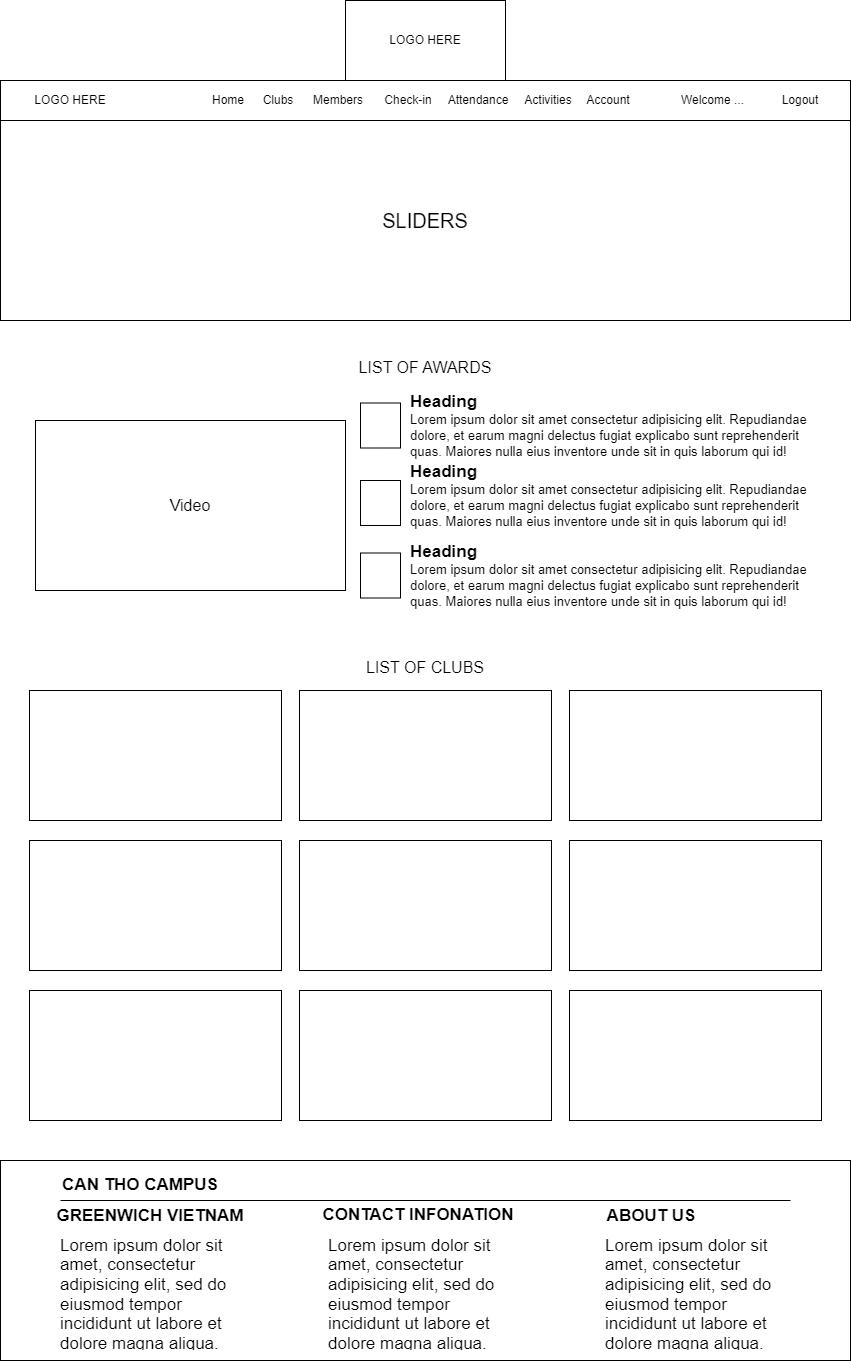 LOGO HERE
LOGO HERE Home Clubs Members Check-in Attendance Activities Account Welcome ... Logout
SLIDERS
LIST OF AWARDS
Video
Heading
Lorem ipsum dolor sit amet consectetur adipisicing elit. Repudiandae
dolore, et earum magni delectus fugiat explicabo sunt reprehenderit
quas. Maiores nulla eius inventore unde sit in quis laborum qui id!
Heading
Lorem ipsum dolor sit amet consectetur adipisicing elit. Repudiandae
dolore, et earum magni delectus fugiat explicabo sunt reprehenderit
quas. Maiores nulla eius inventore unde sit in quis laborum qui id!
Heading
Lorem ipsum dolor sit amet consectetur adipisicing elit. Repudiandae
dolore, et earum magni delectus fugiat explicabo sunt reprehenderit
quas. Maiores nulla eius inventore unde sit in quis laborum qui id!
LIST OF CLUBS
CAN THO CAMPUS
GREENWICH VIETNAM
Lorem ipsum dolor sit
amet, consectetur
adipisicing elit, sed do
eiusmod tempor
incididunt ut labore et
dolore magna aliqua.
CONTACT INFONATION
Lorem ipsum dolor sit
amet, consectetur
adipisicing elit, sed do
eiusmod tempor
incididunt ut labore et
dolore magna aliqua.
ABOUT US
Lorem ipsum dolor sit
amet, consectetur
adipisicing elit, sed do
eiusmod tempor
incididunt ut labore et
dolore magna aliqua.